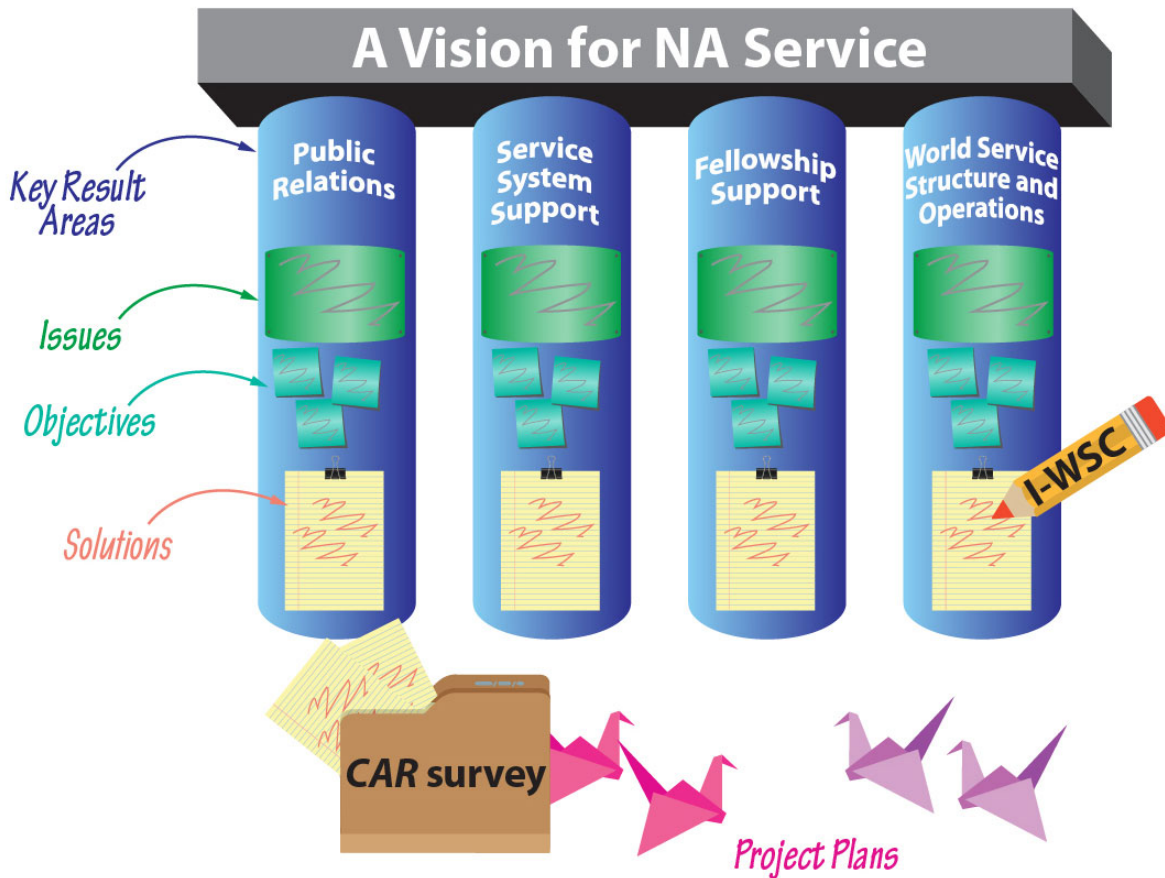 A Vision for NA Service
Key Result
Areas
Public
Relations
Service
System
Support
Fellowship
Support
World Service
Structure and
Operations
Issues
Objectives
Solutions
I-WSC
CAR survey
Project Plans